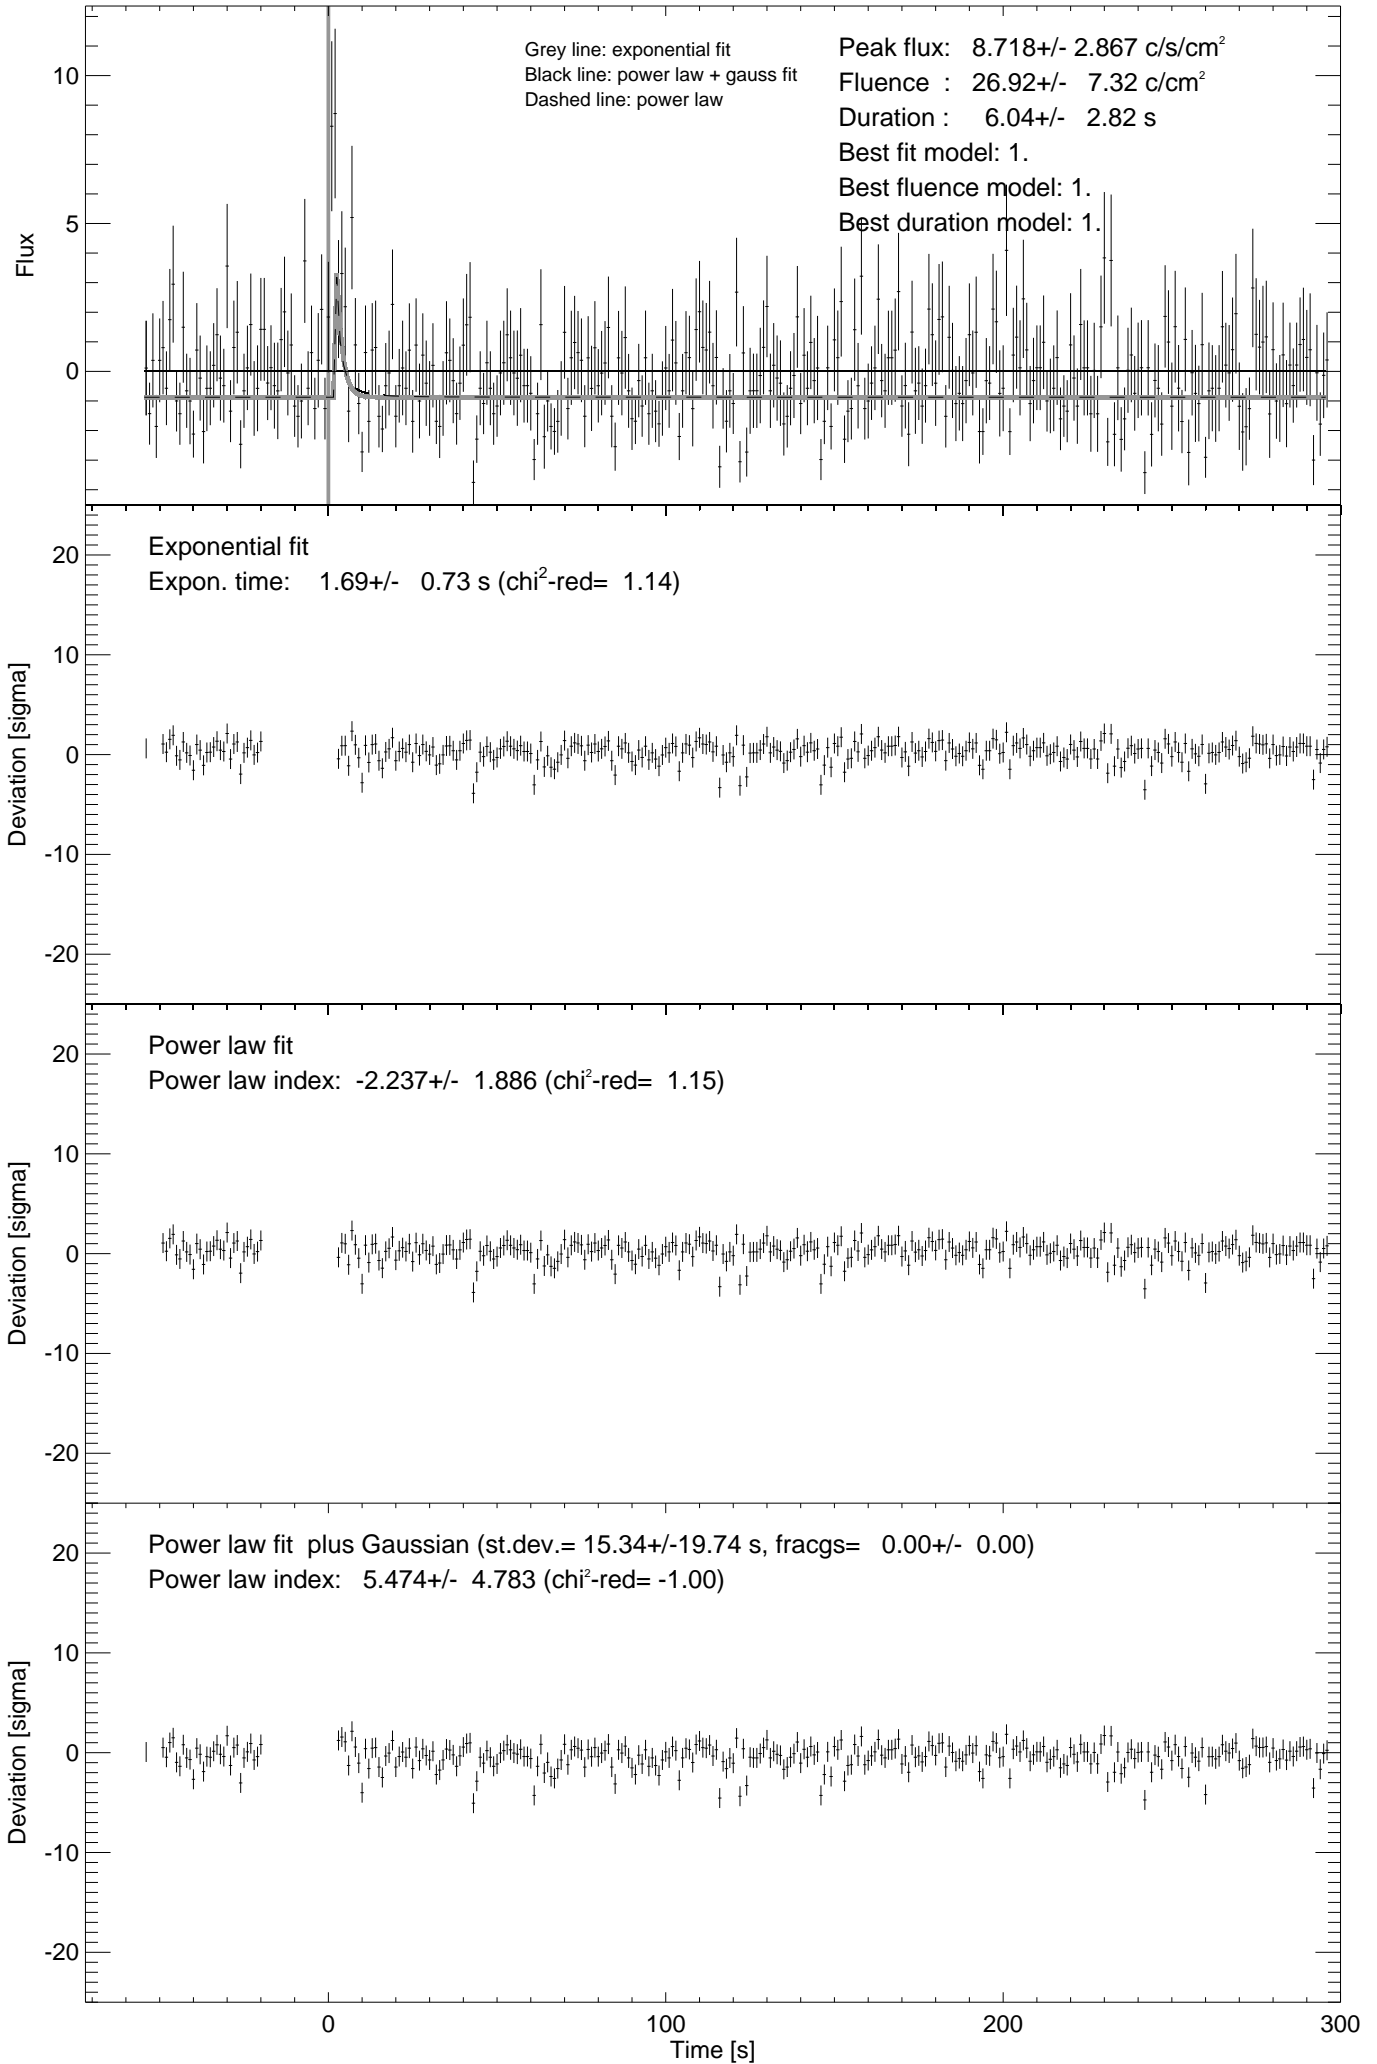 Grey line: exponential fit
Black line: power law + gauss fit
Dashed line: power law
Peak flux: 8.718+/- 2.867 c/s/cm²
Fluence : 26.92+/- 7.32 c/cm²
Duration : 6.04+/- 2.82 s
Best fit model: 1.
Best fluence model: 1.
Best duration model: 1.
10
5
0
Flux
Exponential fit
Expon. time: 1.69+/- 0.73 s (chi²-red= 1.14)
20
10
0
-10
-20
Deviation [sigma]
Power law fit
Power law index: -2.237+/- 1.886 (chi²-red= 1.15)
20
10
0
-10
-20
Deviation [sigma]
Power law fit plus Gaussian (st.dev.= 15.34+/-19.74 s, fracgs= 0.00+/- 0.00)
Power law index: 5.474+/- 4.783 (chi²-red= -1.00)
20
10
0
-10
-20
Deviation [sigma]
0 100 200 300
Time [s]